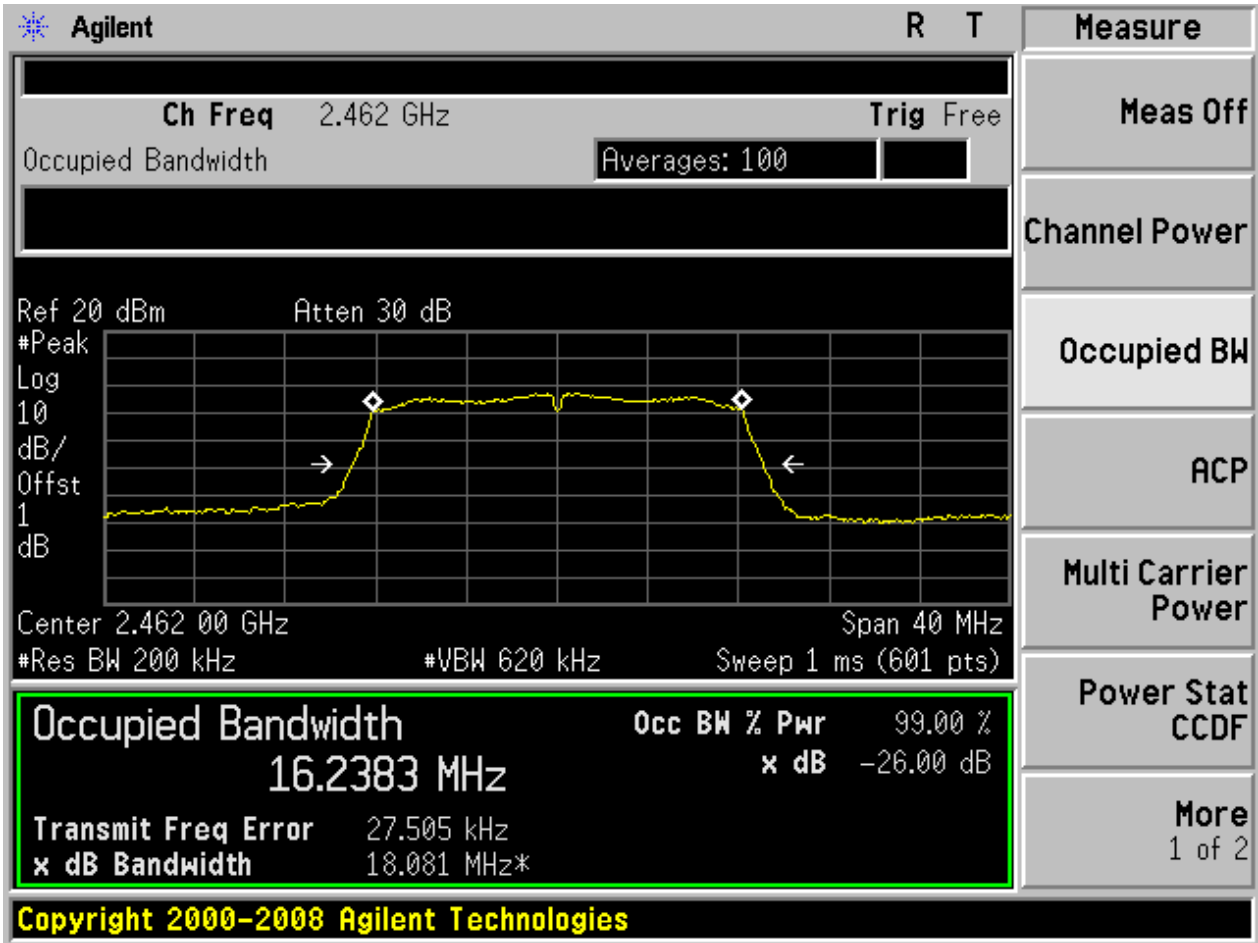 Agilent R T Measure
Ch Freq 2.462 GHz Trig Free
Meas Off
Occupied Bandwidth Averages: 100
Channel Power
Ref 20 dBm Atten 30 dB
#Peak
Log
10
dB/
Offst
1
dB
Occupied BW
ACP
Center 2.462 00 GHz Span 40 MHz
#Res BW 200 kHz #VBW 620 kHz Sweep 1 ms (601 pts)
Multi Carrier
Power
Occupied Bandwidth Occ BW % Pwr 99.00 %
16.2383 MHz x dB -26.00 dB
Transmit Freq Error 27.505 kHz
x dB Bandwidth 18.081 MHz*
Power Stat
CCDF
More
1 of 2
Copyright 2000-2008 Agilent Technologies